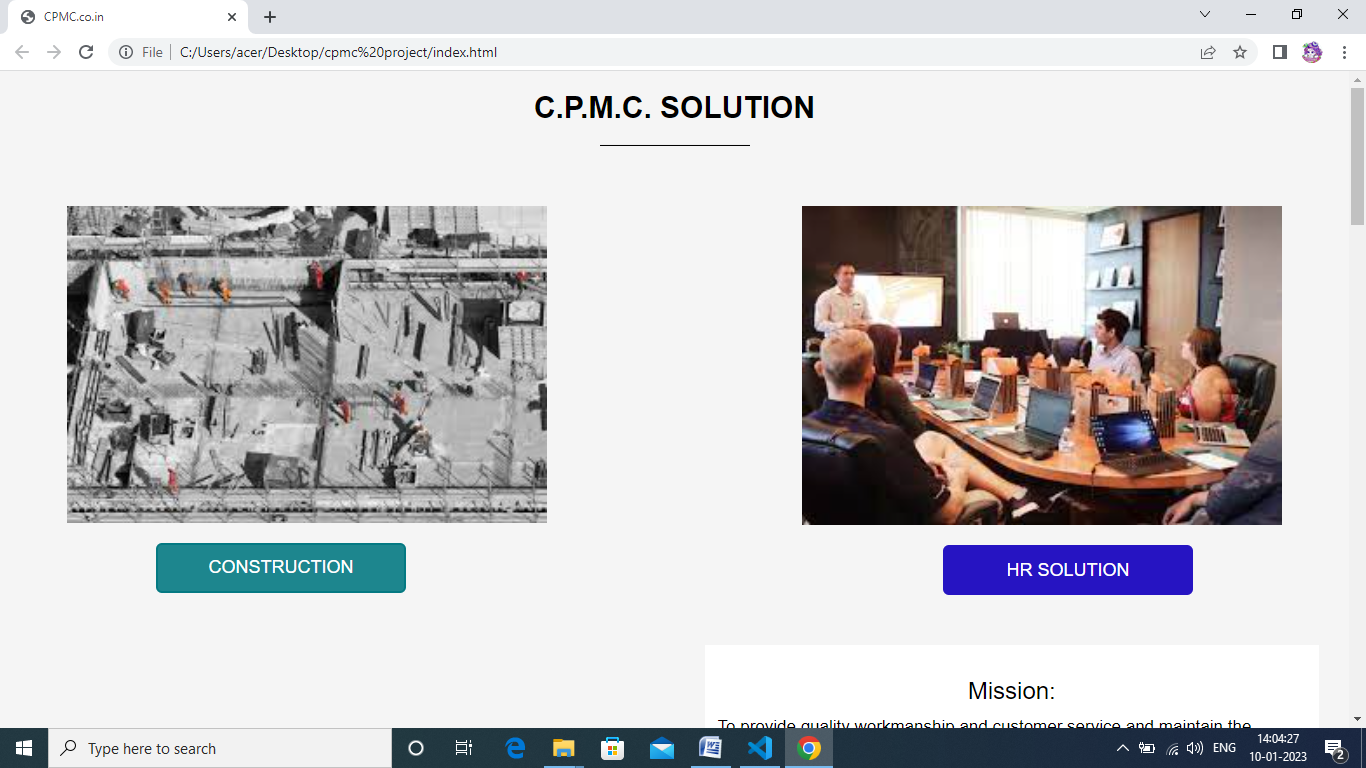 CPMC.co.in
File
C:/Users/acer/Desktop/cpmc%20project/index.html
C.P.M.C. SOLUTION
CONSTRUCTION
HR SOLUTION
Mission:
To provide quality workmanship and customer service and maintain the
Type here to search
ENG
14:04:27
10-01-2023
2